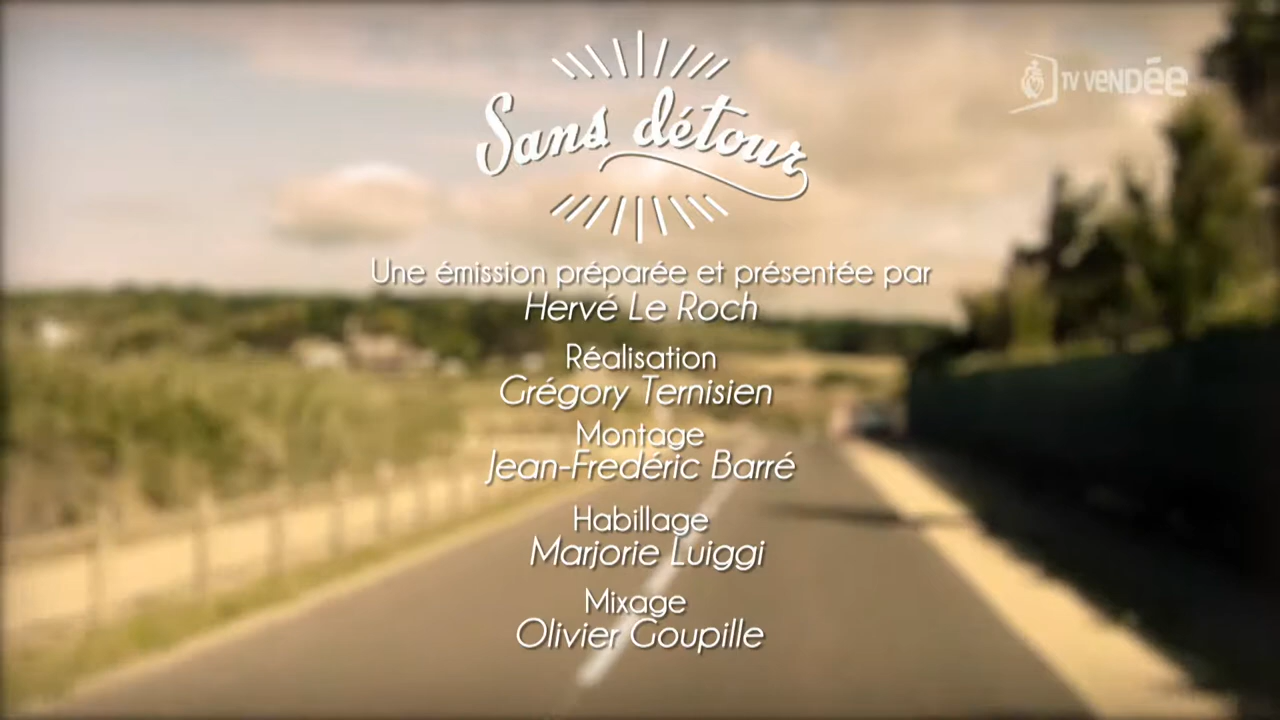 Sans détour
TV VENDÉE
Une émission préparée et présentée par
Hervé Le Roch
Réalisation
Grégory Ternisien
Montage
Jean-Fredéric Barré
Habillage
Marjorie Luiggi
Mixage
Olivier Goupille